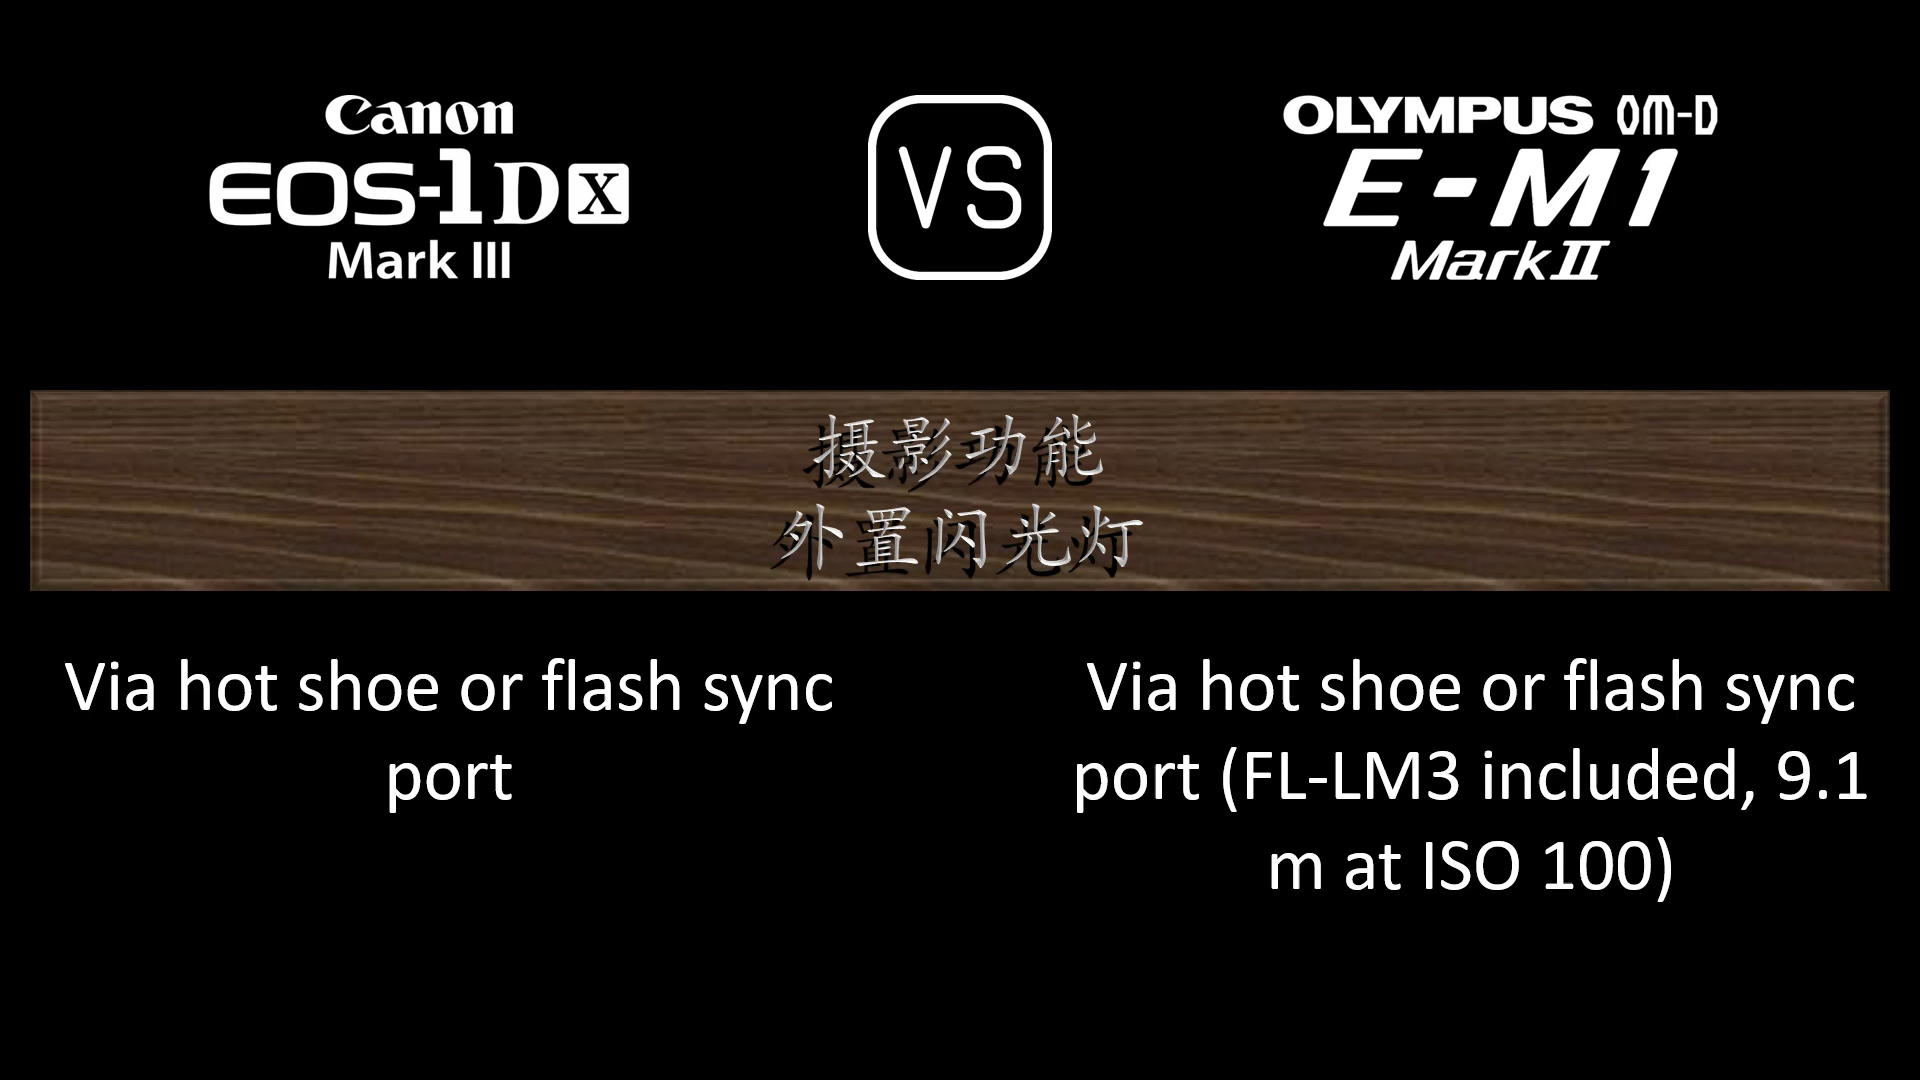 Canon
EOS-1D X
Mark III
VS
OLYMPUS OM-D
E-M1
Mark II
摄影功能
外置闪光灯
Via hot shoe or flash sync
port
Via hot shoe or flash sync
port (FL-LM3 included, 9.1
m at ISO 100)